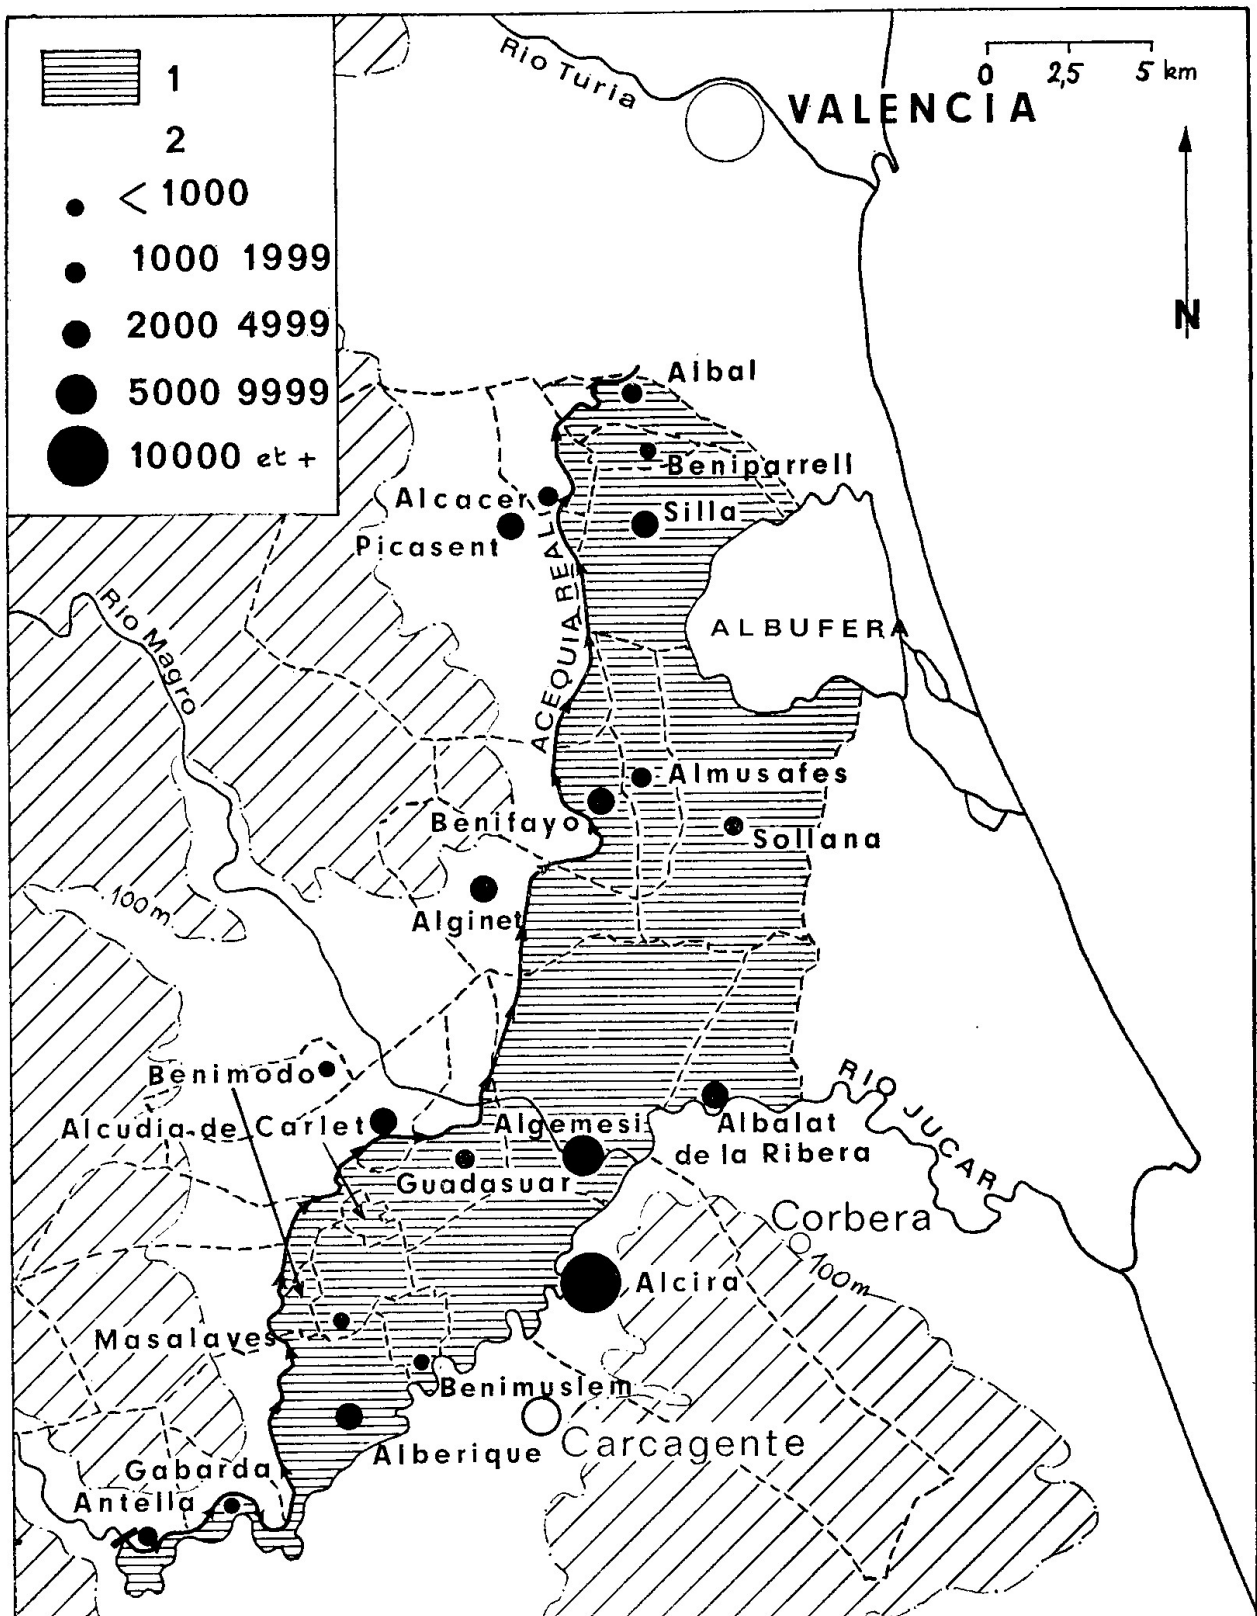 1
2
< 1000
1000 1999
2000 4999
5000 9999
10000 et +
Rio Turia
VALENCIA
0 2,5 5 km
N
Aibal
Beniparrell
Alcacer
Silla
Picasent
ACEQUIA REAL
ALBUFERA
Rio Magro
Almusafes
Benifayo
Sollana
100m
Alginet
Benimodo
RIO JUCAR
Alcudia de Carlet
Algemesi
Albalat
de la Ribera
Guadasuar
Corbera
100m
Alcira
Masalaves
Benimuslem
Carcagente
Alberique
Gabarda
Antella